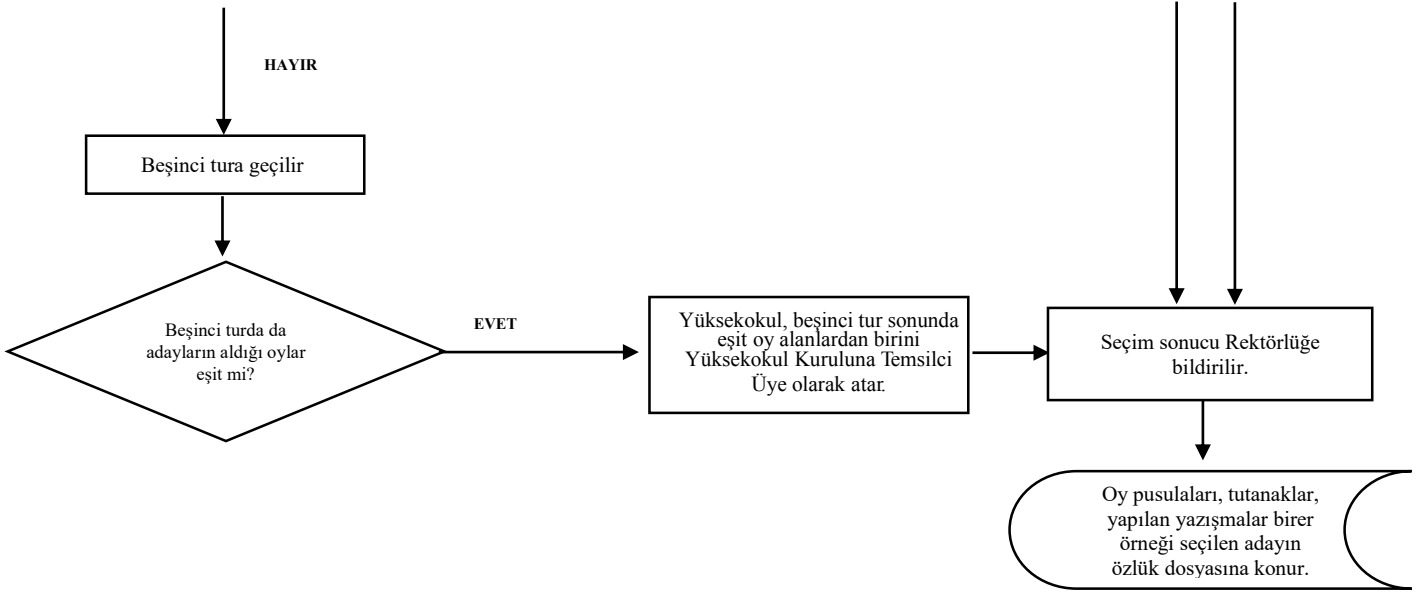 HAYIR
Beşinci tura geçilir
Beşinci turda da
adayların aldığı oylar
eşit mi?
EVET
Yüksekokul, beşinci tur sonunda
eşit oy alanlardan birini
Yüksekokul Kuruluna Temsilci
Üye olarak atar.
Seçim sonucu Rektörlüğe
bildirilir.
Oy pusulaları, tutanaklar,
yapılan yazışmalar birer
örneği seçilen adayın
özlük dosyasına konur.